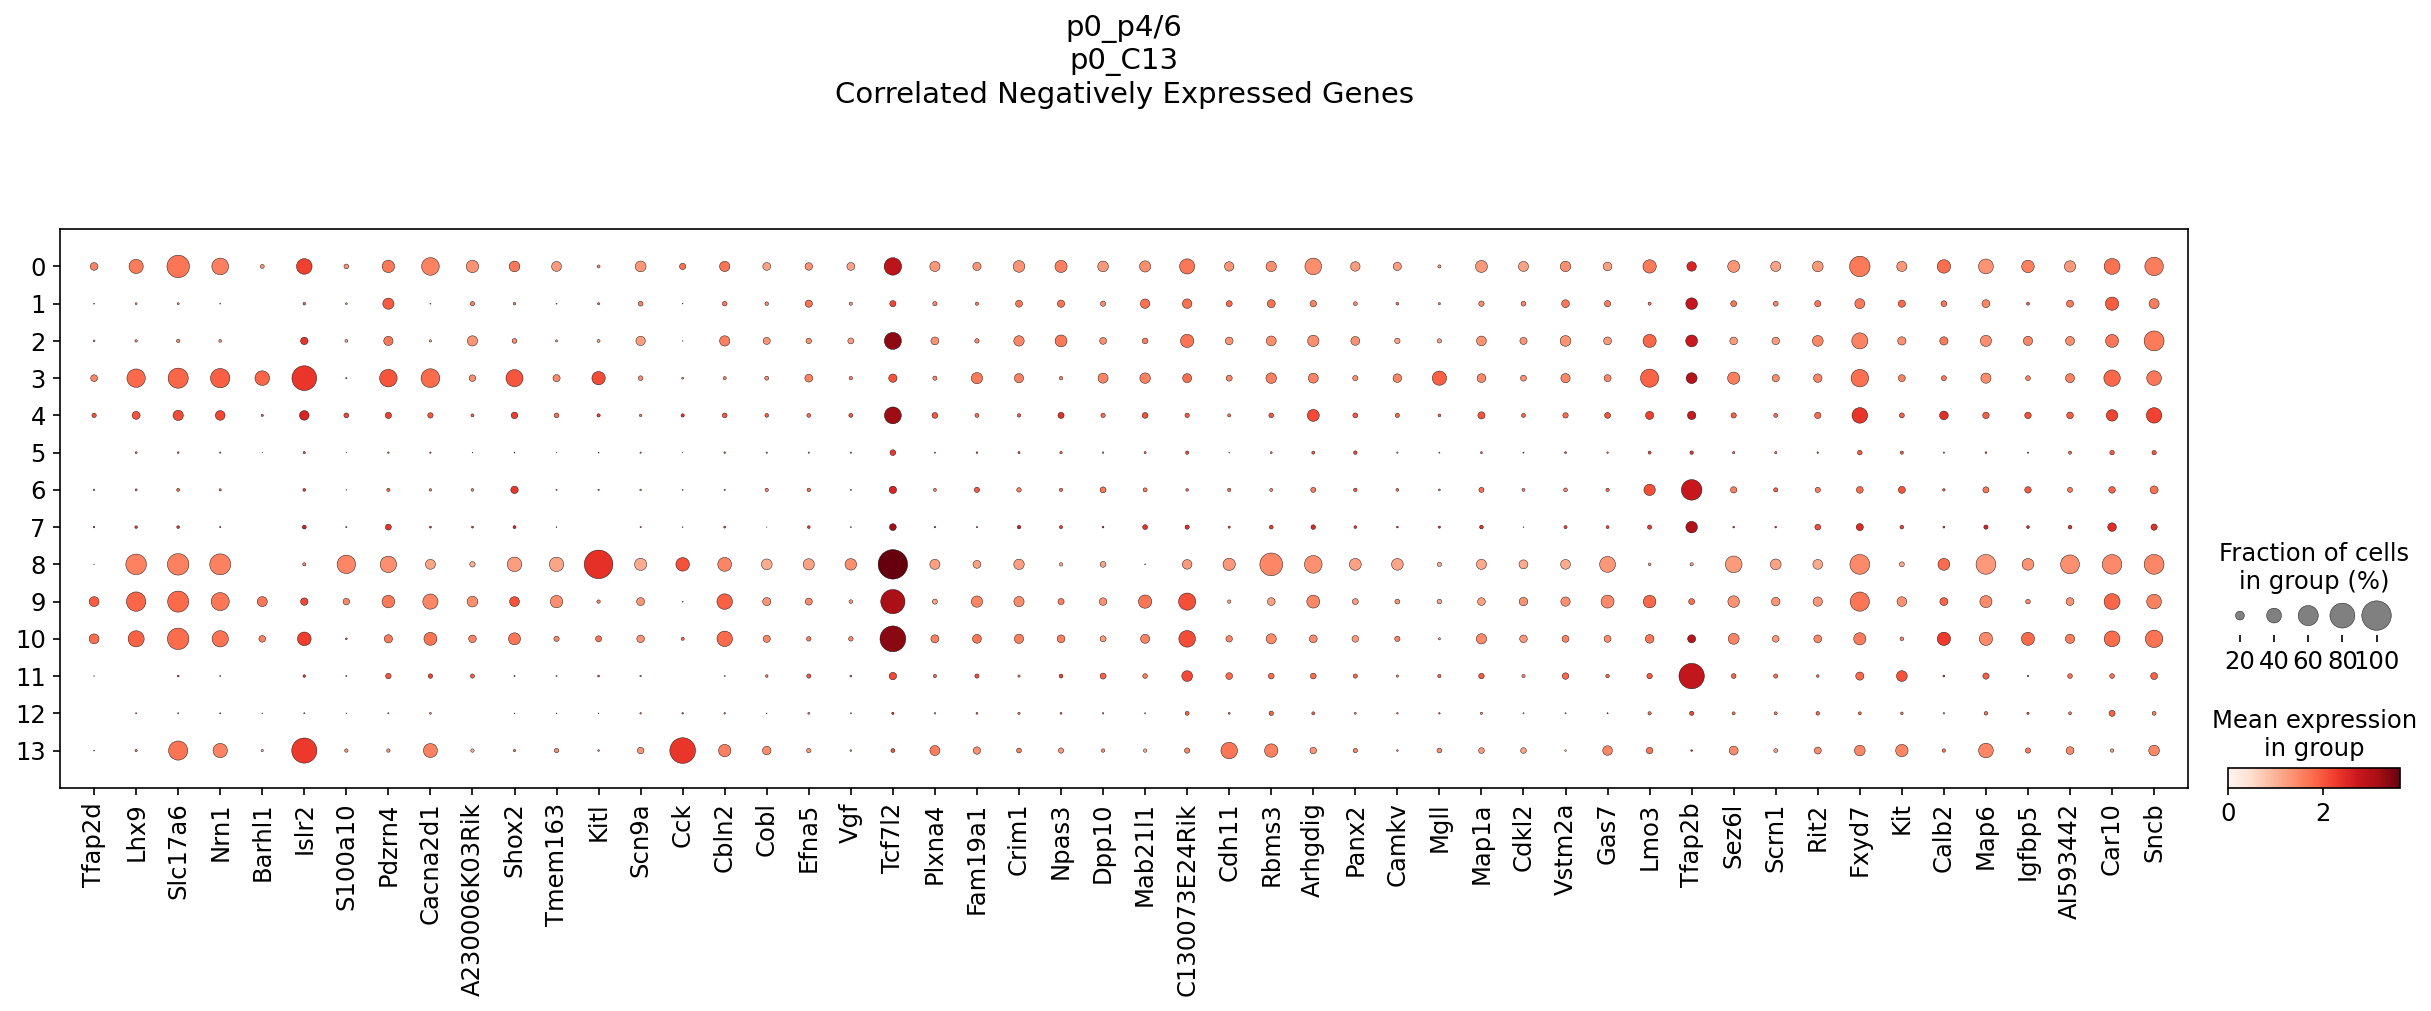 p0_p4/6
p0_C13
Correlated Negatively Expressed Genes
0
1
2
3
4
5
6
7
8
9
10
11
12
13
Tfap2d
Lhx9
Slc17a6
Nrn1
Barhl1
Islr2
S100a10
Pdzrn4
Cacna2d1
A230006K03Rik
Shox2
Tmem163
Kitl
Scn9a
Cck
Cbln2
Cobl
Efna5
Vgf
Tcf7l2
Plxna4
Fam19a1
Crim1
Npas3
Dpp10
Mab21l1
C130073E24Rik
Cdh11
Rbms3
Arhgdig
Panx2
Camkv
Mgll
Map1a
Cdkl2
Vstm2a
Gas7
Lmo3
Tfap2b
Sez6l
Scrn1
Rit2
Fxyd7
Kit
Calb2
Map6
Igfbp5
AI593442
Car10
Sncb
Fraction of cells
in group (%)
20 40 60 80 100
Mean expression
in group
0 2